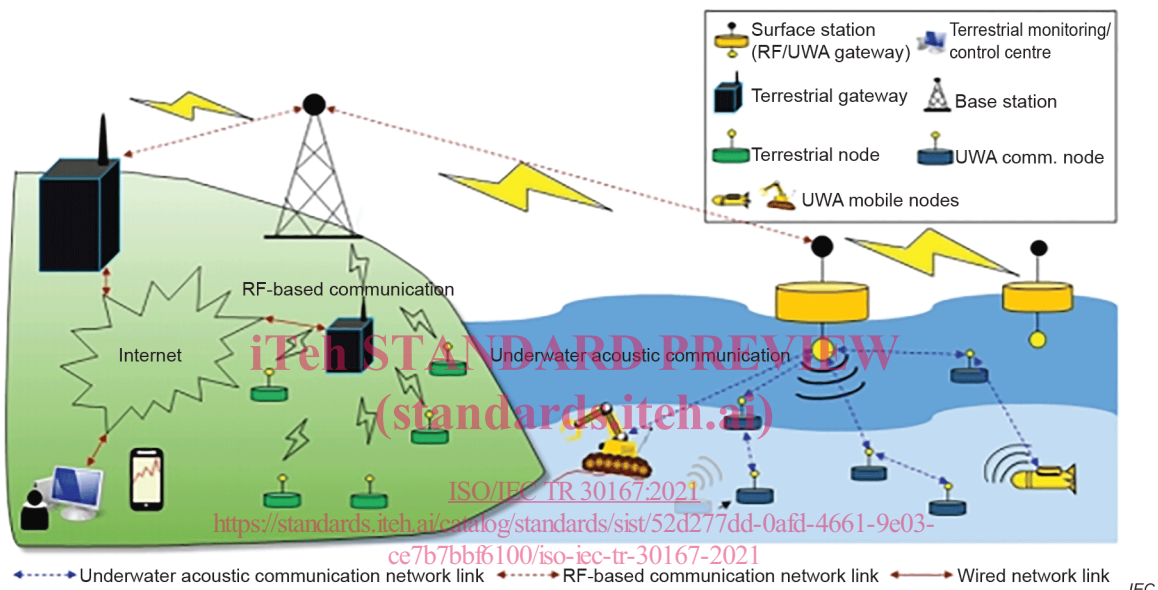 Surface station
(RF/UWA gateway)
Terrestrial monitoring/
control centre
Terrestrial gateway
Base station
Terrestrial node
UWA comm. node
UWA mobile nodes
RF-based communication
Internet
Underwater acoustic communication
iTeh STANDARD PREVIEW
(standards.iteh.ai)
ISO/IEC TR 30167:2021
https://standards.iteh.ai/catalog/standards/sist/52d277dd-0afd-4661-9e03-
ce7b7bbf6100/iso-iec-tr-30167-2021
Underwater acoustic communication network link
RF-based communication network link
Wired network link
IEC